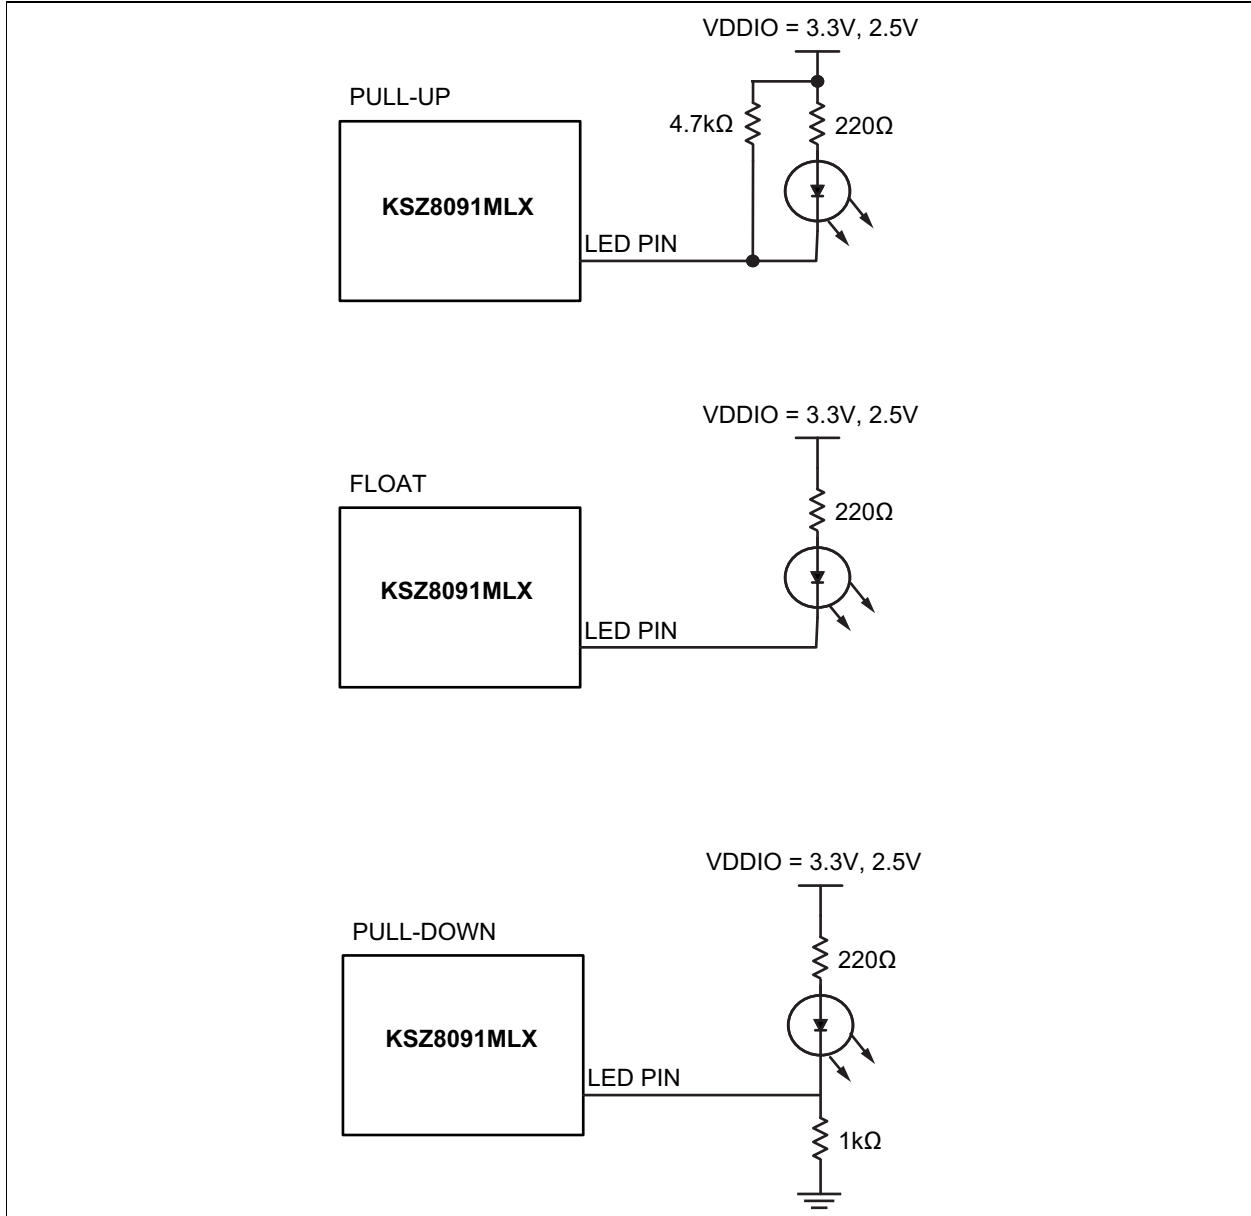 VDDIO = 3.3V, 2.5V
PULL-UP
4.7kΩ
220Ω
KSZ8091MLX
LED PIN
VDDIO = 3.3V, 2.5V
FLOAT
220Ω
KSZ8091MLX
LED PIN
VDDIO = 3.3V, 2.5V
PULL-DOWN
220Ω
KSZ8091MLX
LED PIN
1kΩ